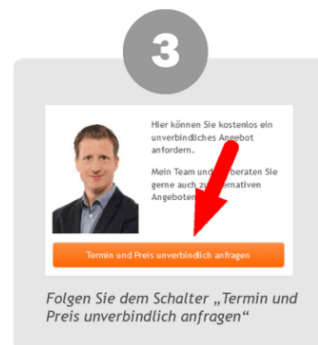 3
Hier können Sie kostenlos ein
unverbindliches Angebot
anfordern.
Mein Team und beraten Sie
gerne auch zu
Angeboten
Termin und Preis unverbindlich anfragen
Folgen Sie dem Schalter „Termin und
Preis unverbindlich anfragen“